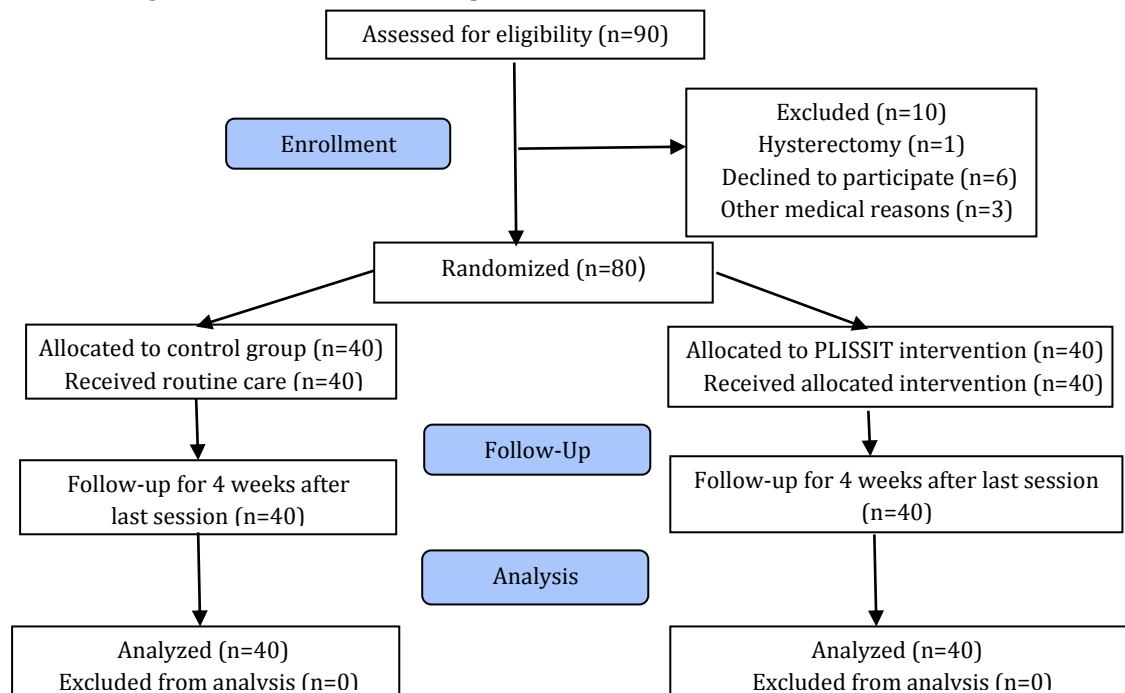 Assessed for eligibility (n=90)
Enrollment
Excluded (n=10)
Hysterectomy (n=1)
Declined to participate (n=6)
Other medical reasons (n=3)
Randomized (n=80)
Allocated to control group (n=40)
Received routine care (n=40)
Allocated to PLISSIT intervention (n=40)
Received allocated intervention (n=40)
Follow-Up
Follow-up for 4 weeks after
last session (n=40)
Follow-up for 4 weeks after last session
(n=40)
Analysis
Analyzed (n=40)
Excluded from analysis (n=0)
Analyzed (n=40)
Excluded from analysis (n=0)